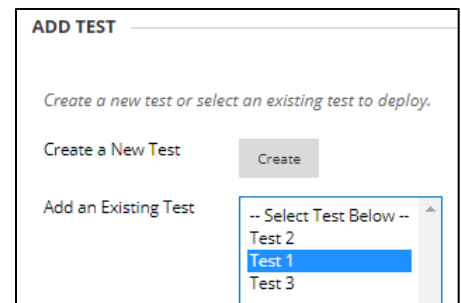 ADD TEST
Create a new test or select an existing test to deploy.
Create a New Test
Create
Add an Existing Test
-- Select Test Below --
Test 2
Test 1
Test 3